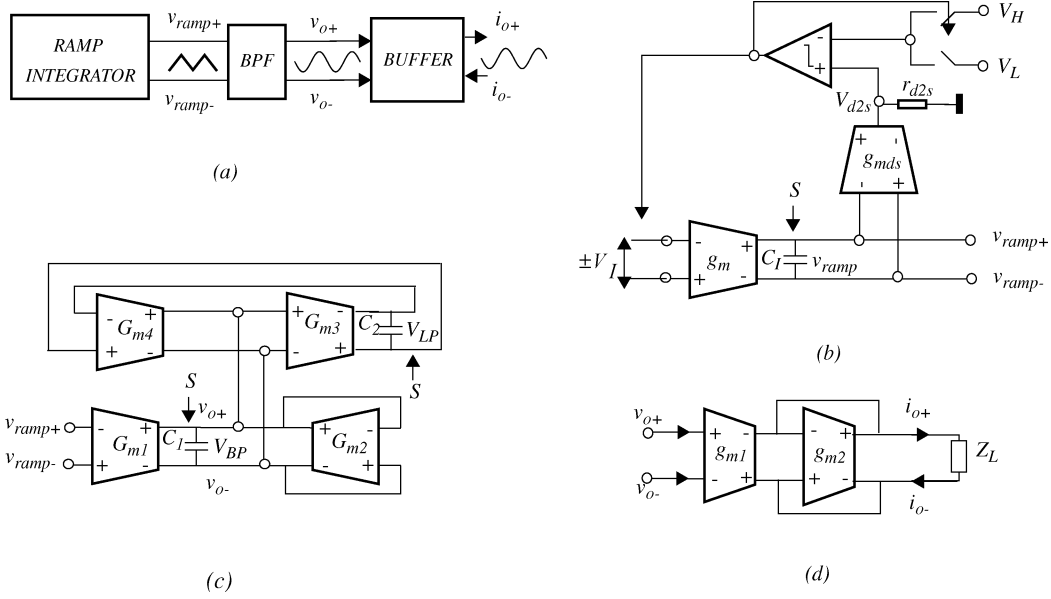 RAMP
INTEGRATOR
v_ramp+
v_ramp-
BPF
v_o+
v_o-
BUFFER
i_o+
i_o-
(a)
V_H
V_L
-
+
V_d2s
r_d2s
+ -
g_mds
- +
S
±V_I
- +
g_m
+ -
C_I
v_ramp
v_ramp+
v_ramp-
(b)
- +
G_m4
+ -
+ -
G_m3
- +
C_2
V_LP
S
S
v_ramp+
v_ramp-
- +
G_m1
+ -
C_1
v_o+
V_BP
v_o-
+ -
G_m2
- +
(c)
v_o+
v_o-
+ -
g_m1
- +
- +
g_m2
+ -
i_o+
Z_L
i_o-
(d)